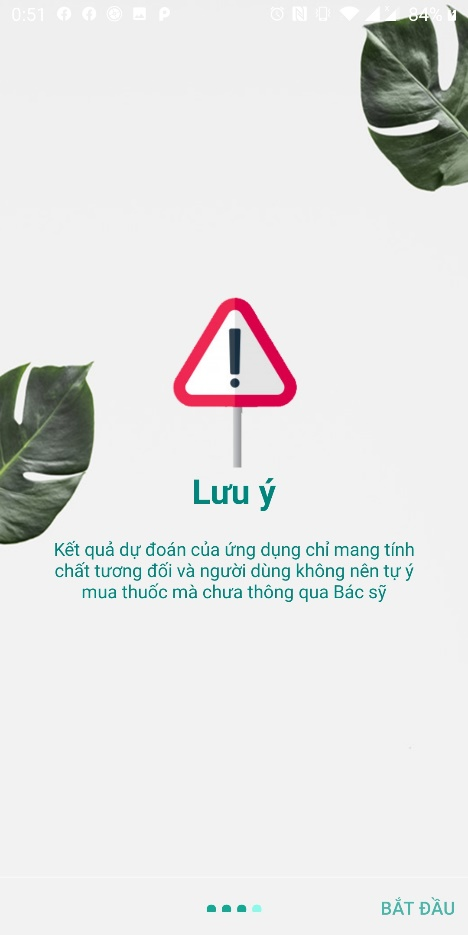 0:51
84%
Lưu ý
Kết quả dự đoán của ứng dụng chỉ mang tính
chất tương đối và người dùng không nên tự ý
mua thuốc mà chưa thông qua Bác sỹ
BẮT ĐẦU